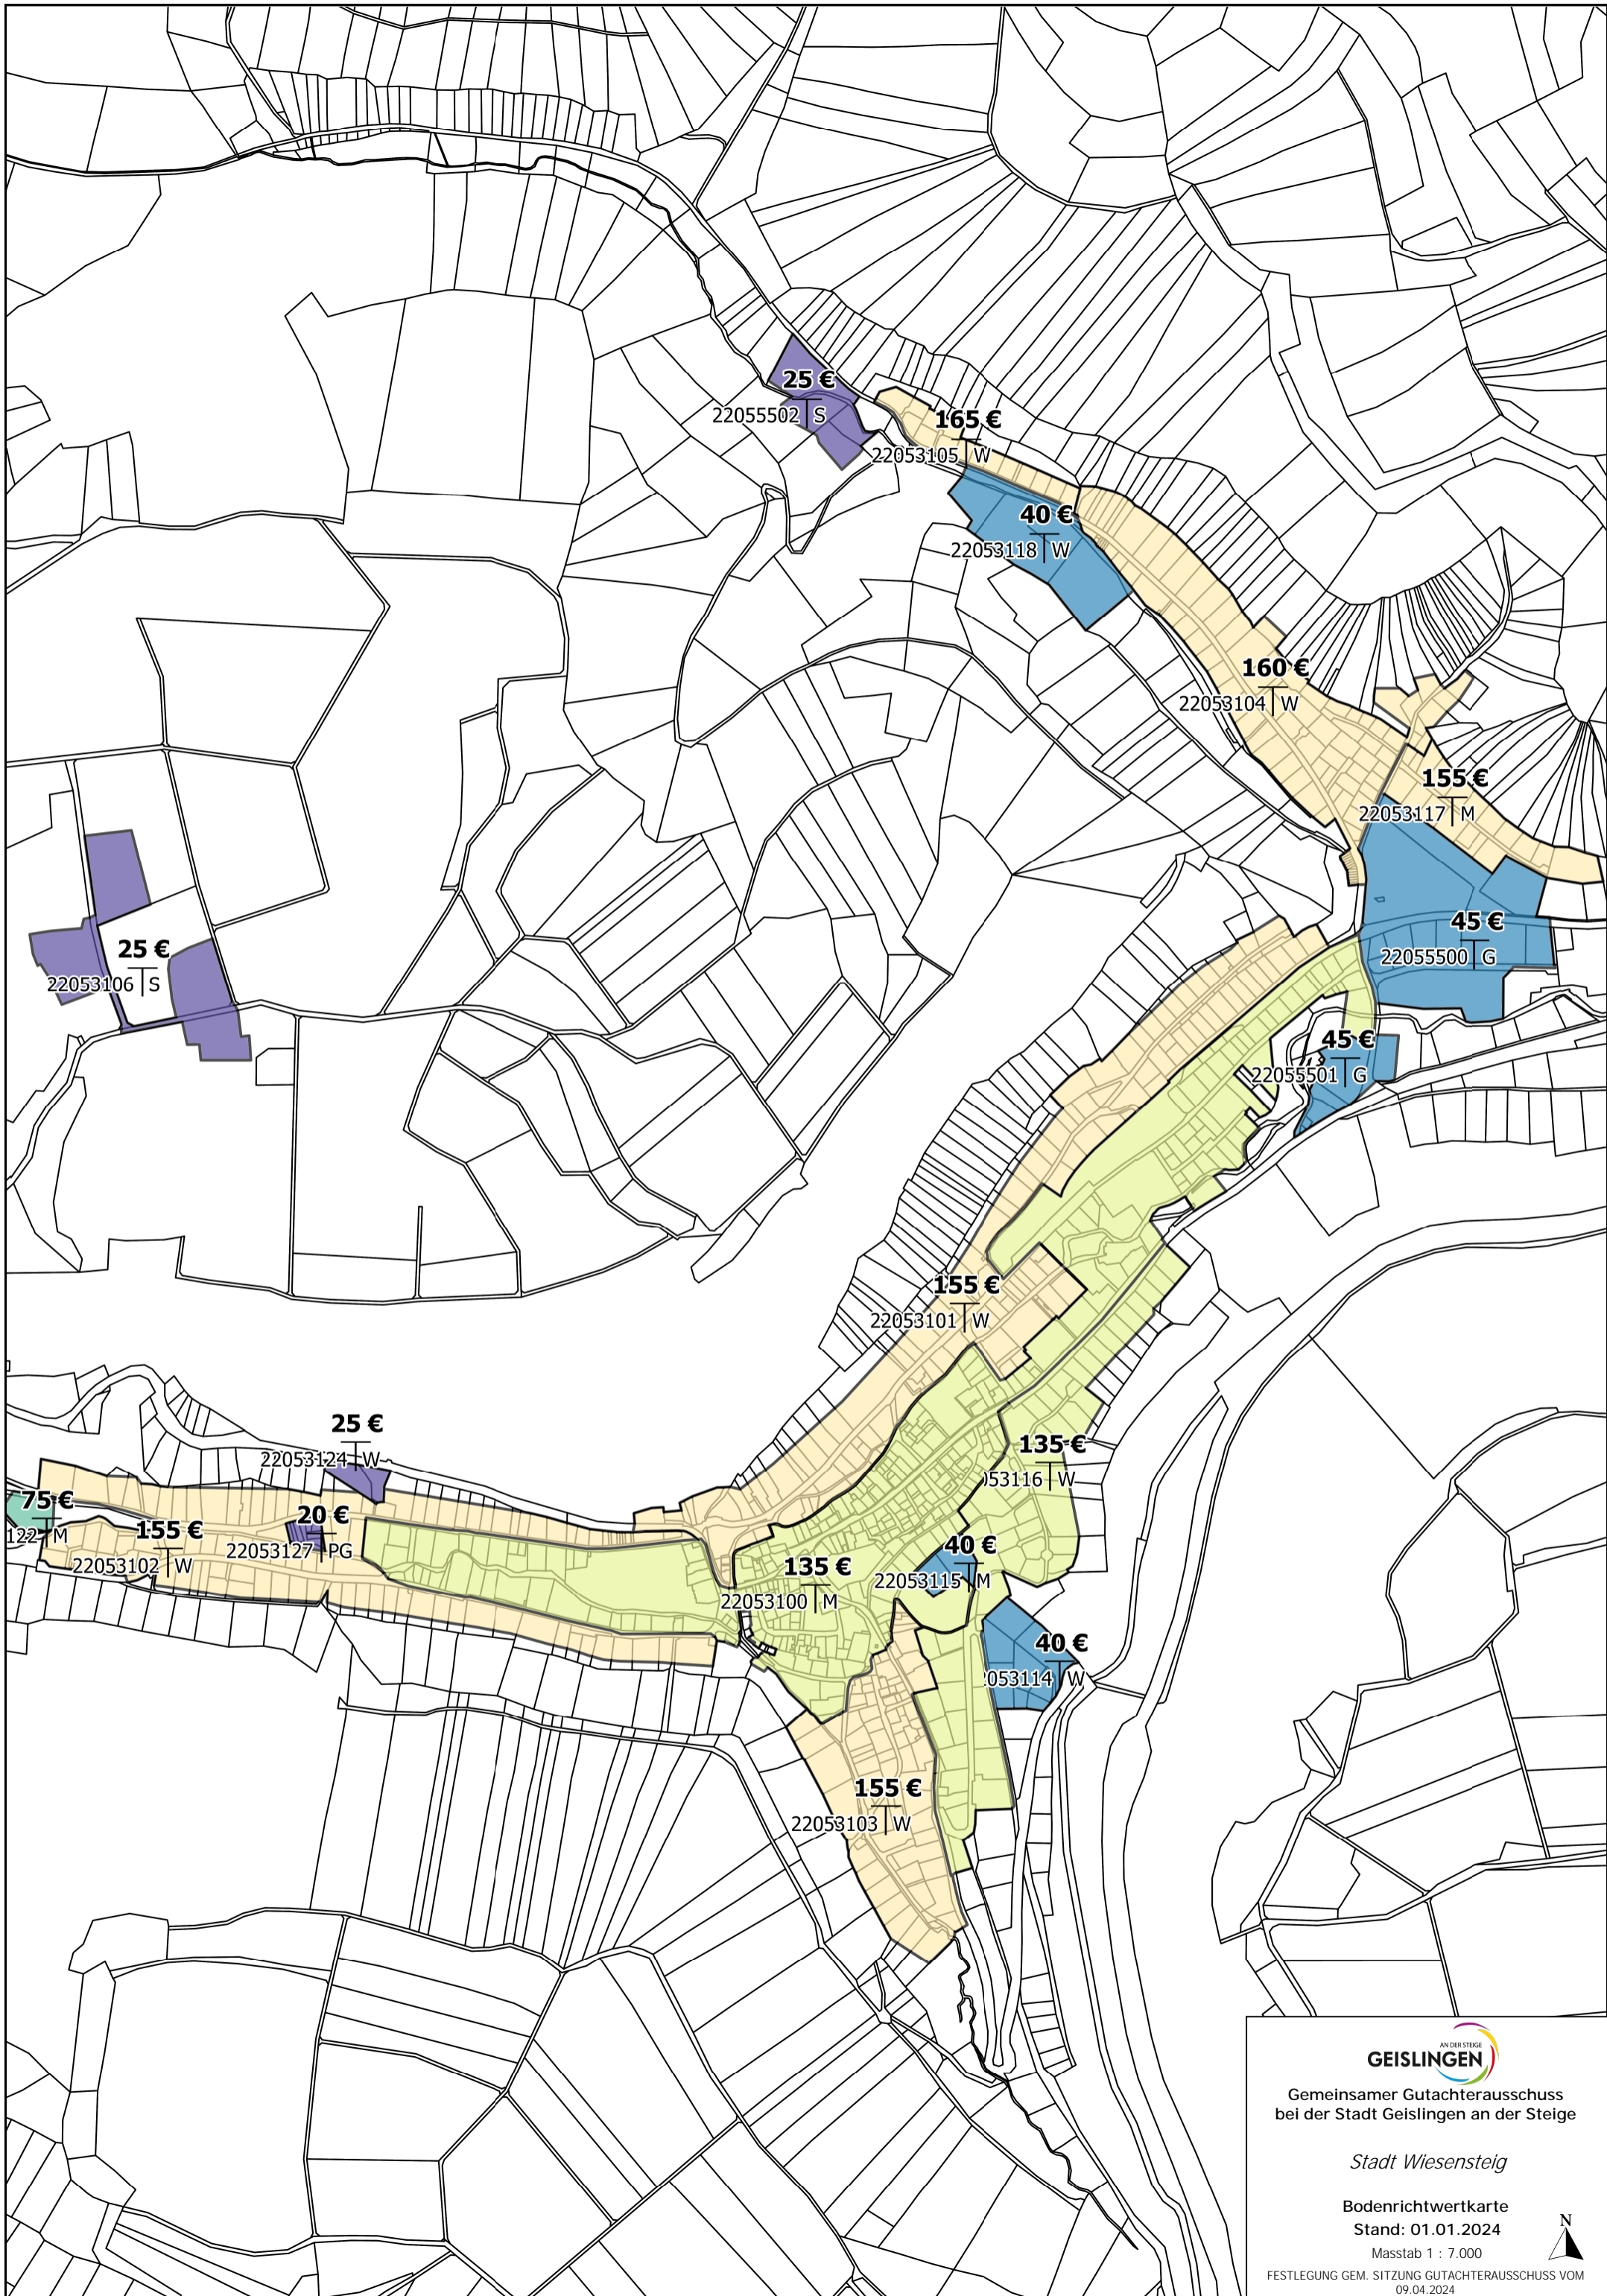 25 €
22055502 S
165 €
22053105 W
40 €
22053118 W
160 €
22053104 W
155 €
22053117 M
45 €
22055500 G
25 €
22053106 S
45 €
22055501 G
155 €
22053101 W
25 €
22053124 W
135 €
053116 W
75 €
122 M
155 €
22053102 W
20 €
22053127 PG
135 €
22053100 M
40 €
22053115 M
40 €
053114 W
155 €
22053103 W
AN DER STEIGE
GEISLINGEN
Gemeinsamer Gutachterausschuss
bei der Stadt Geislingen an der Steige
Stadt Wiesensteig
Bodenrichtwertkarte
Stand: 01.01.2024
N
Masstab 1 : 7.000
FESTLEGUNG GEM. SITZUNG GUTACHTERAUSSCHUSS VOM
09.04.2024